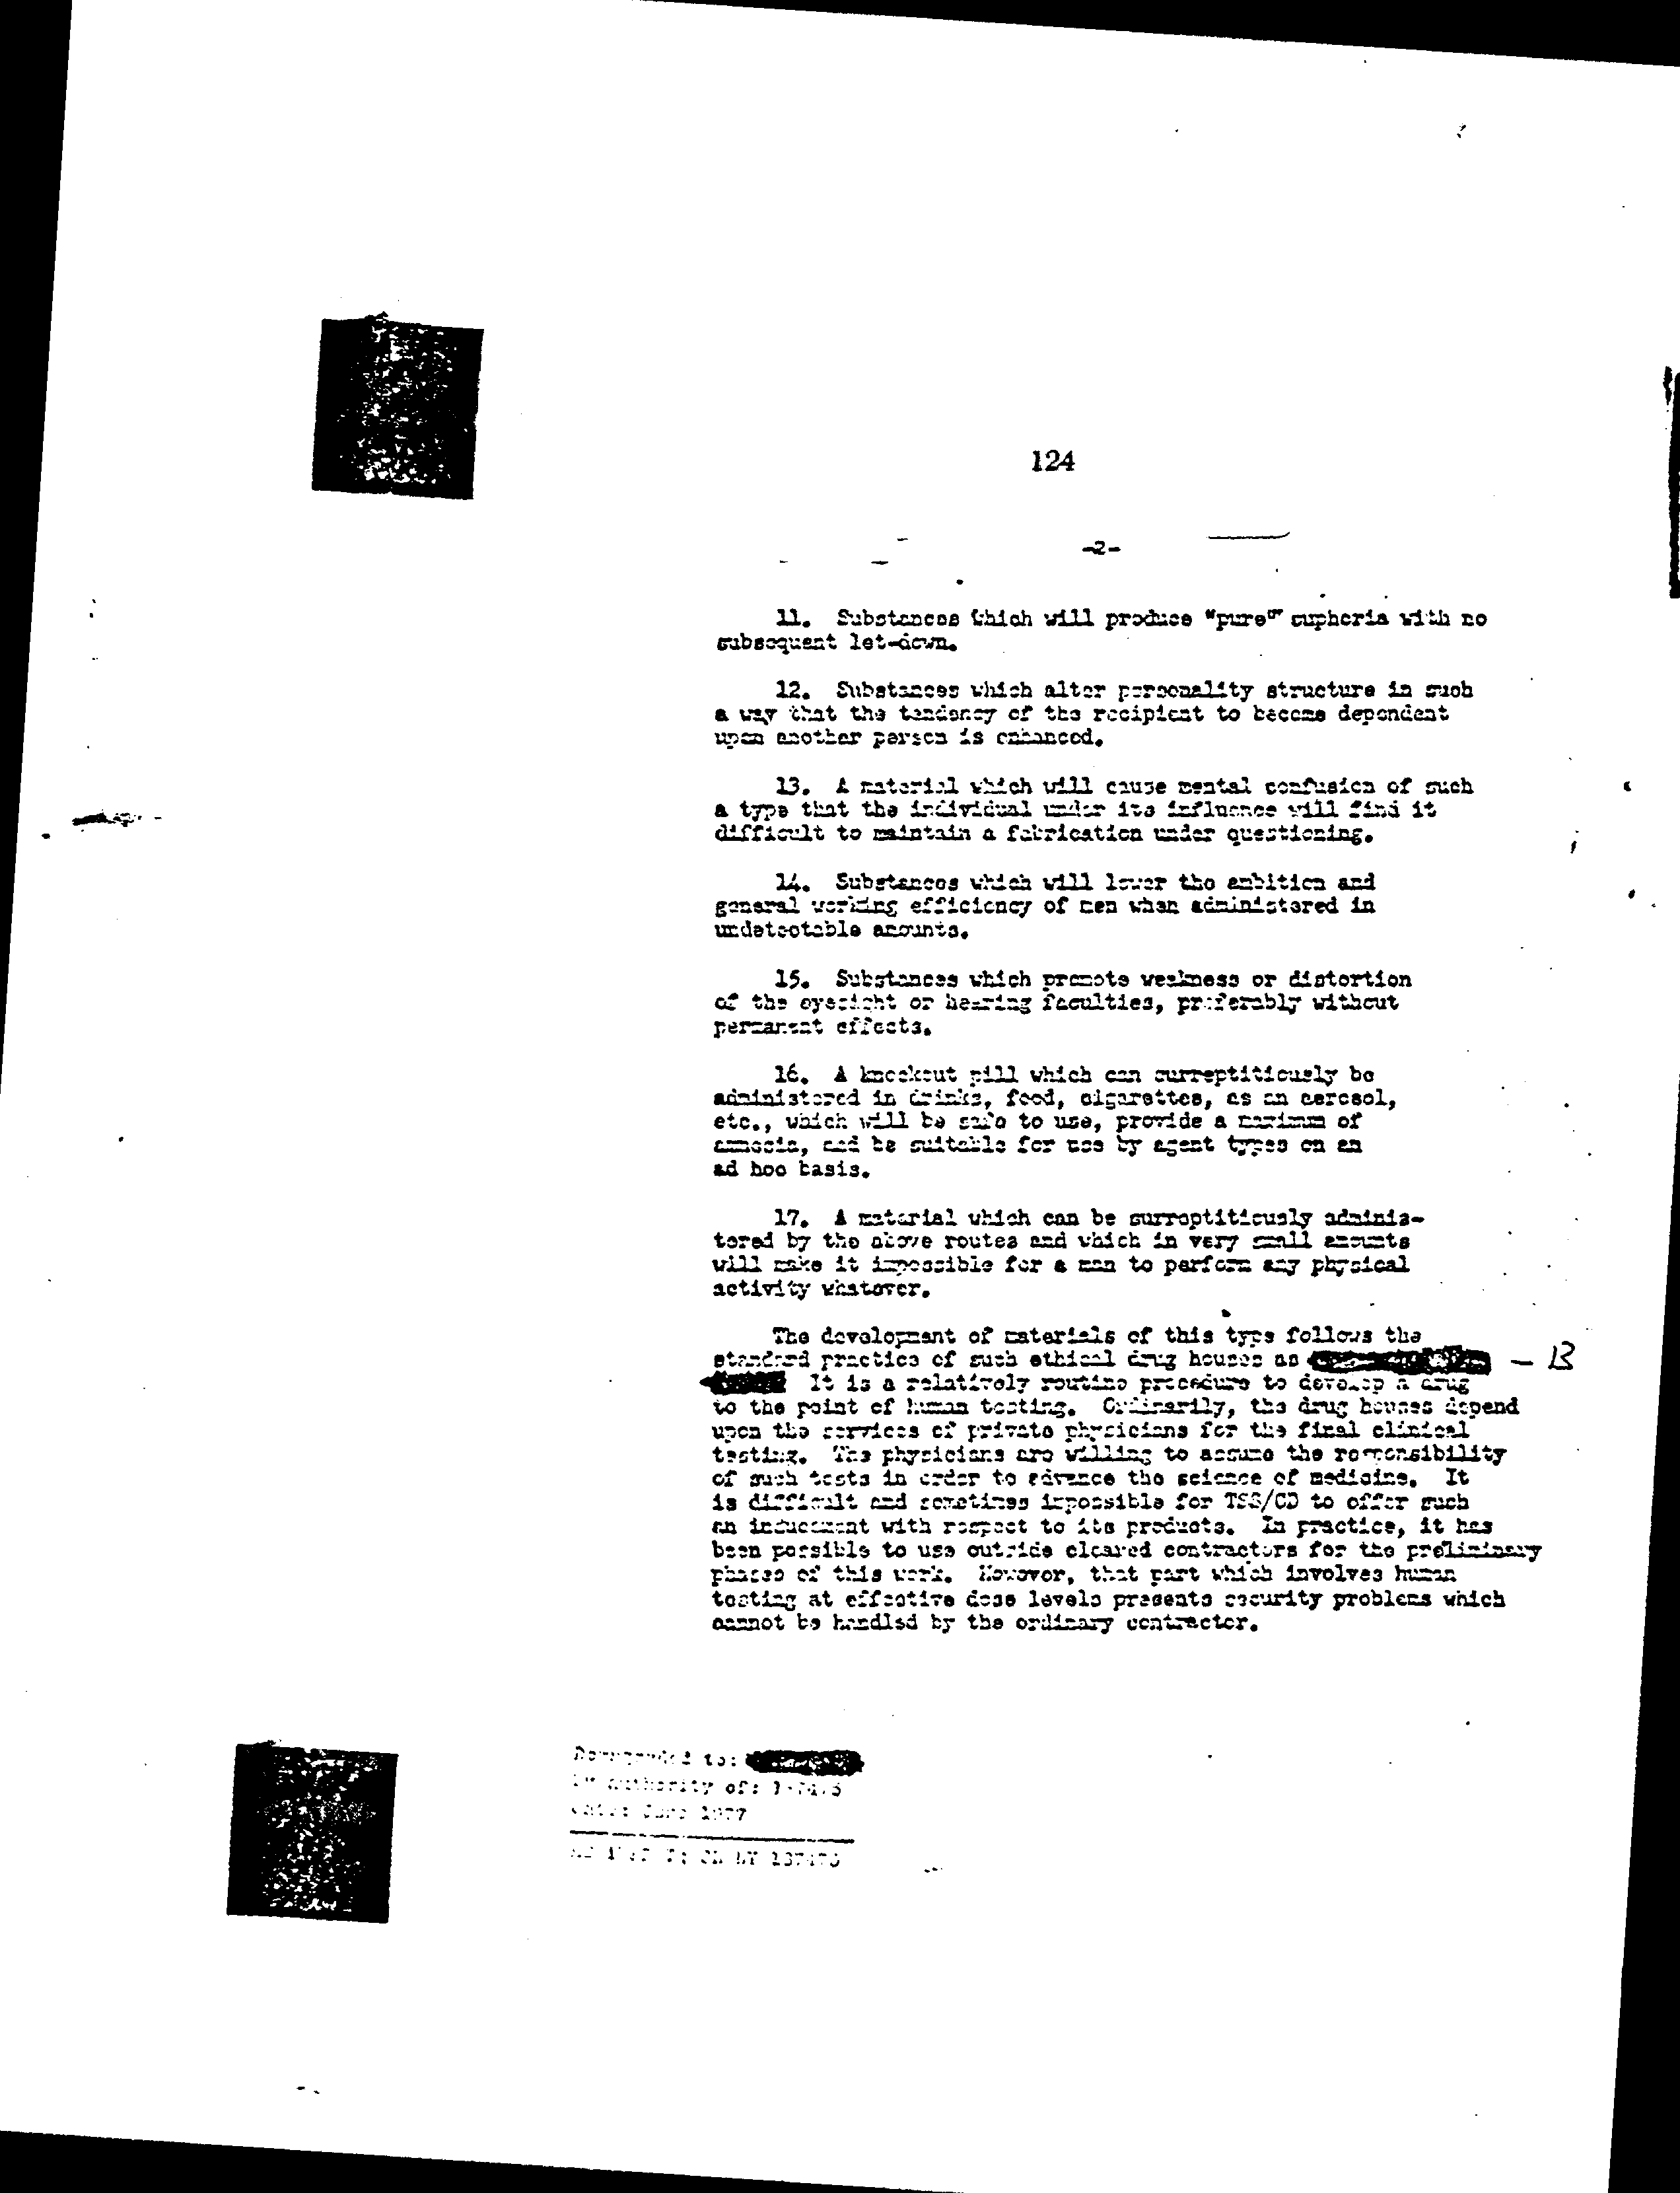 124
-2-
11. Substances which will produce "pure" euphoria with no
subsequent let-down.
12. Substances which alter personality structure in such
a way that the tendency of the recipient to become dependent
upon another person is enhanced.
13. A material which will cause mental confusion of such
a type that the individual under its influence will find it
difficult to maintain a fabrication under questioning.
14. Substances which will lower the ambition and
general working efficiency of men when administered in
undetectable amounts.
15. Substances which promote weakness or distortion
of the eyesight or hearing faculties, preferably without
permanent effects.
16. A knockout pill which can surreptitiously be
administered in drinks, food, cigarettes, as an aerosol,
etc., which will be safe to use, provide a maximum of
amnesia, and be suitable for use by agent types on an
ad hoc basis.
17. A material which can be surreptitiously adminis-
tered by the above routes and which in very small amounts
will make it impossible for a man to perform any physical
activity whatever.
The development of materials of this type follows the
standard practice of such ethical drug houses as — B
It is a relatively routine procedure to develop a drug
to the point of human testing. Ordinarily, the drug houses depend
upon the services of private physicians for the final clinical
testing. The physicians are willing to assume the responsibility
of such tests in order to advance the science of medicine. It
is difficult and sometimes impossible for TSS/CD to offer such
an inducement with respect to its products. In practice, it has
been possible to use outside cleared contractors for the preliminary
phases of this work. However, that part which involves human
testing at effective dose levels presents security problems which
cannot be handled by the ordinary contractor.
Downgraded to:
by authority of:
date: June 1977